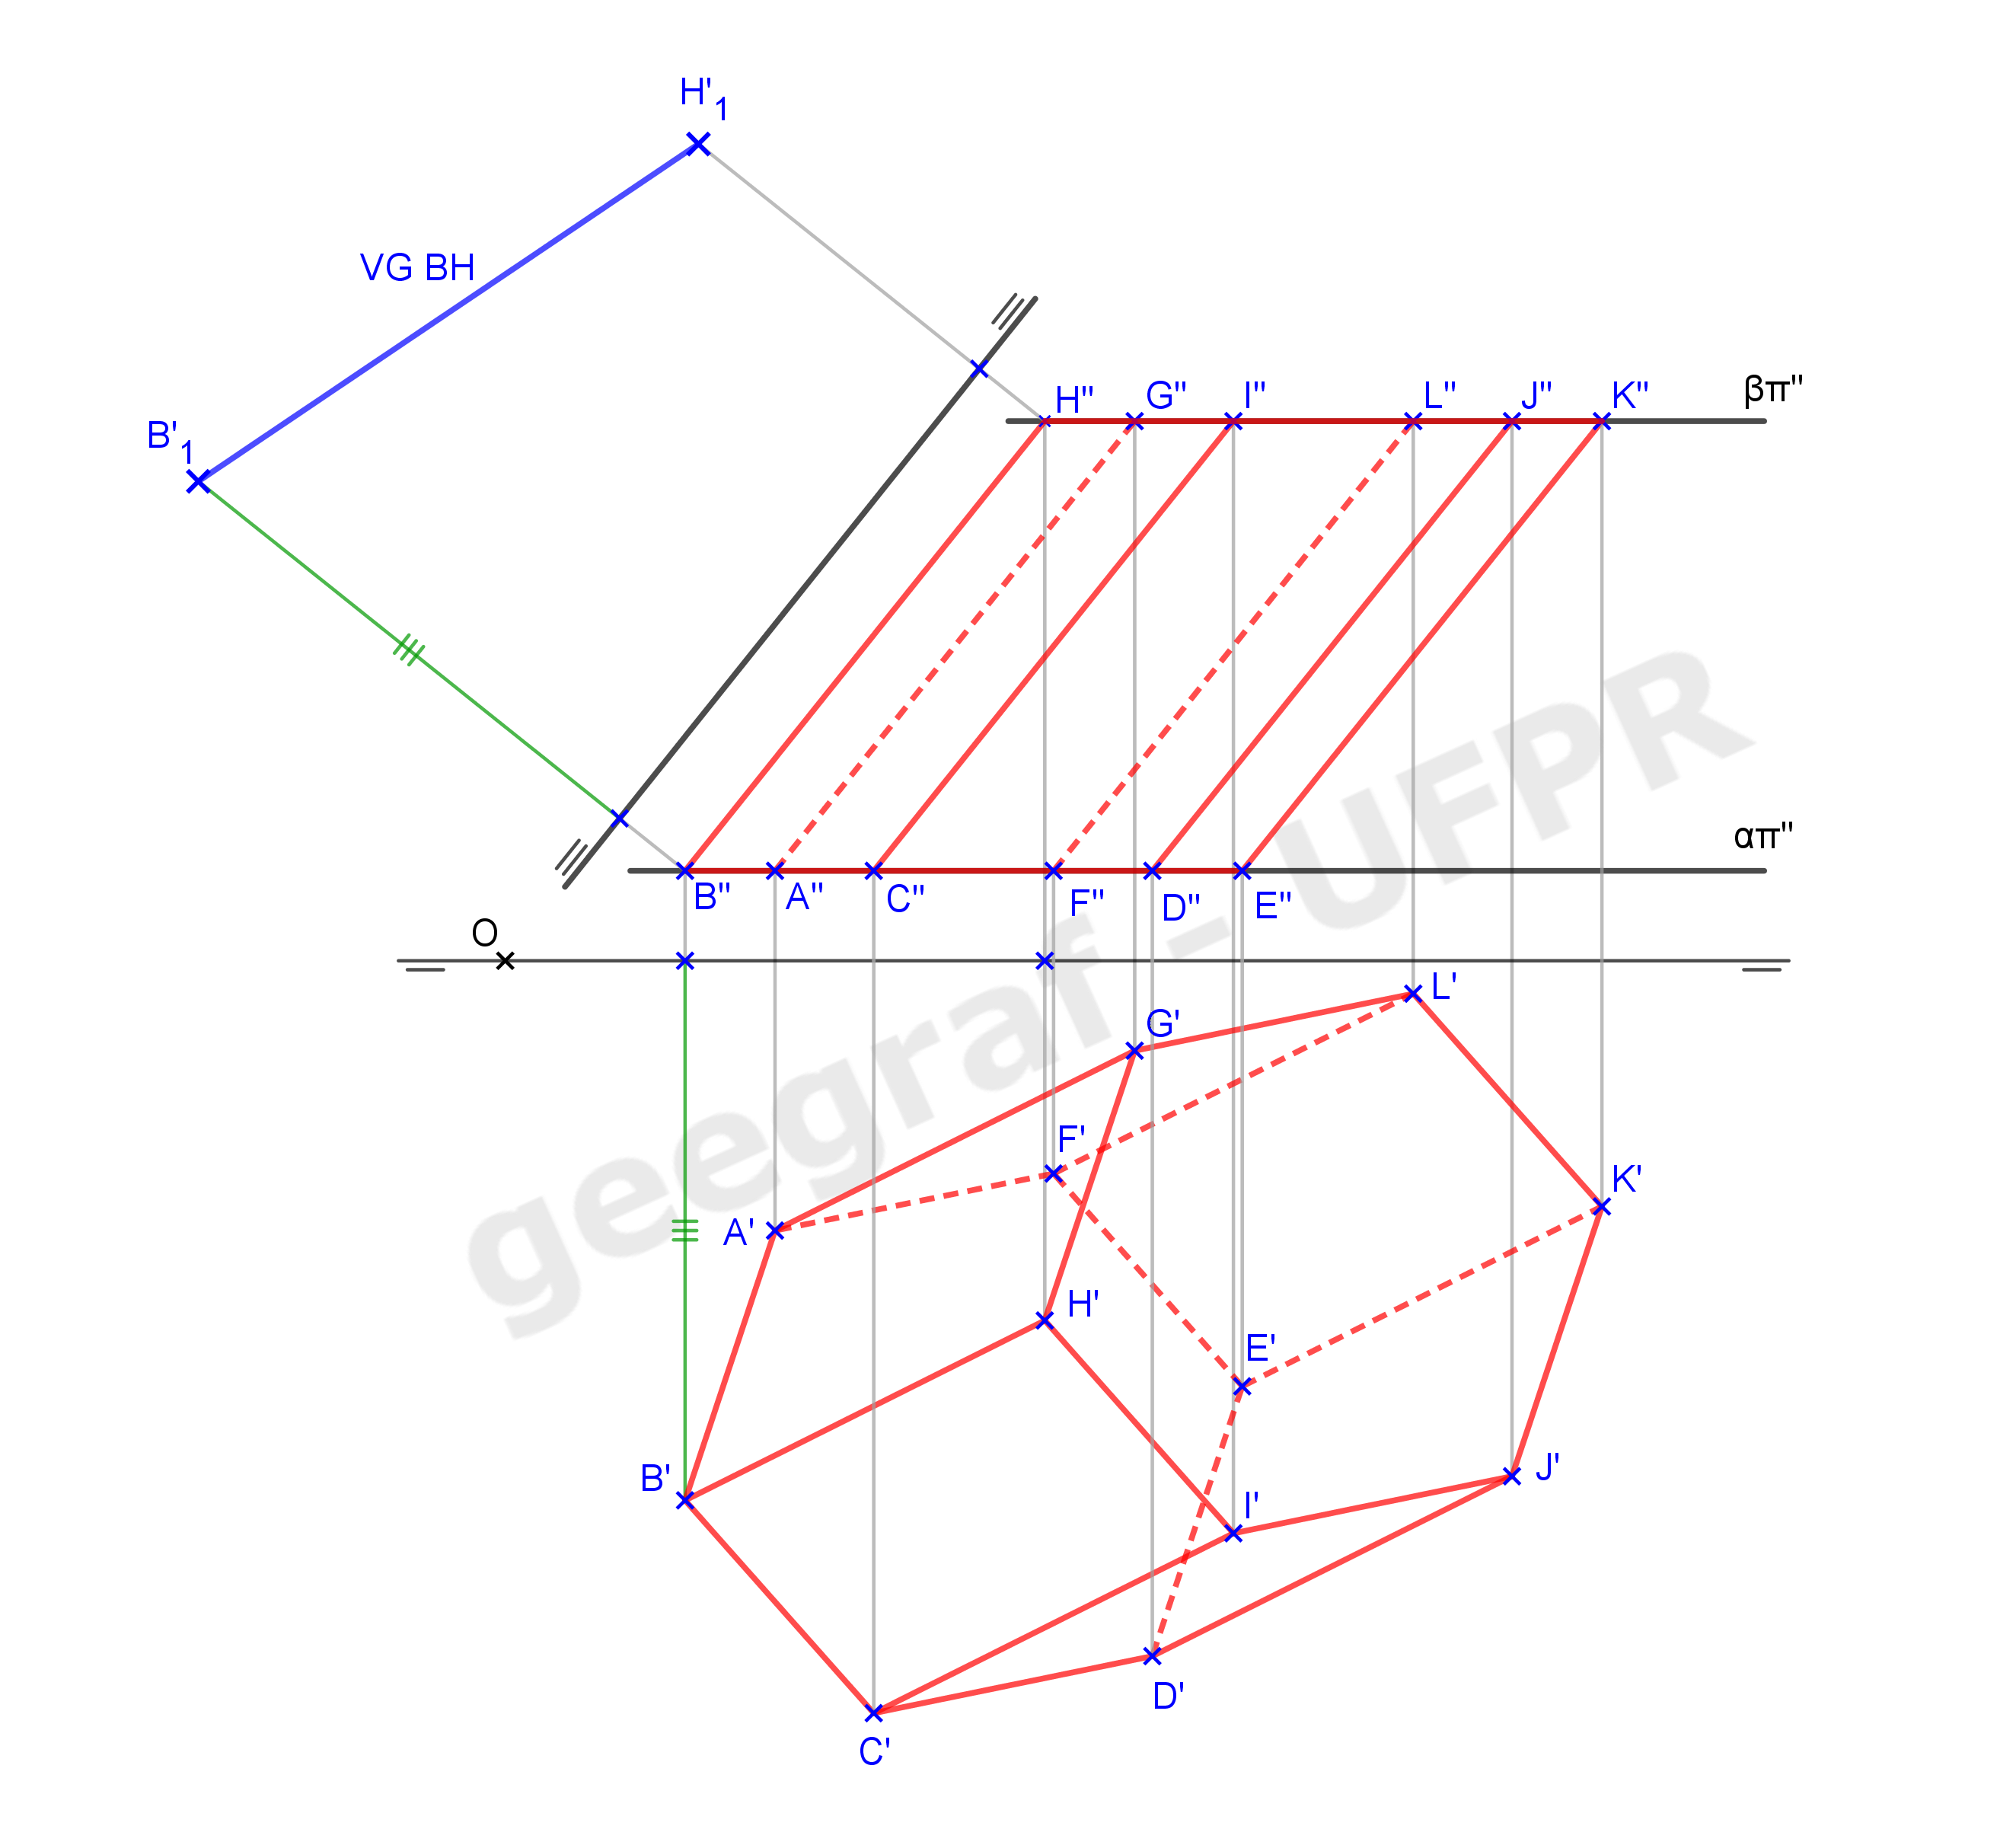 H'1
VG BH
B'1
H" G" I" L" J" K" βπ"
απ"
B" A" C" F" D" E"
O
L'
G'
F'
K'
A'
H'
E'
B'
J'
I'
D'
C'
geegraf - UFPR